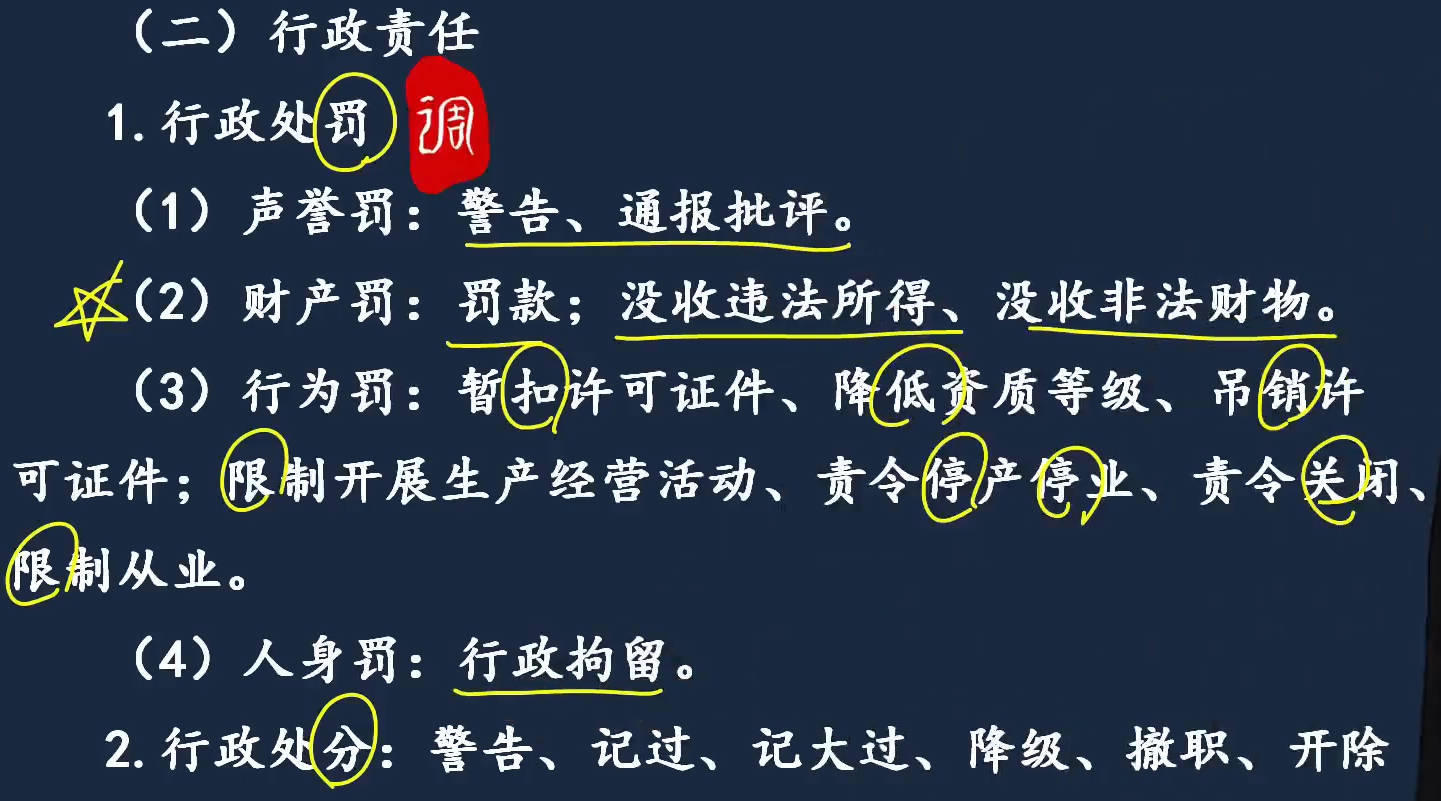 （二）行政责任
1.行政处罚 调
（1）声誉罚：警告、通报批评。
（2）财产罚：罚款；没收违法所得、没收非法财物。
（3）行为罚：暂扣许可证件、降低资质等级、吊销许
可证件；限制开展生产经营活动、责令停产停业、责令关闭、
限制从业。
（4）人身罚：行政拘留。
2.行政处分：警告、记过、记大过、降级、撤职、开除